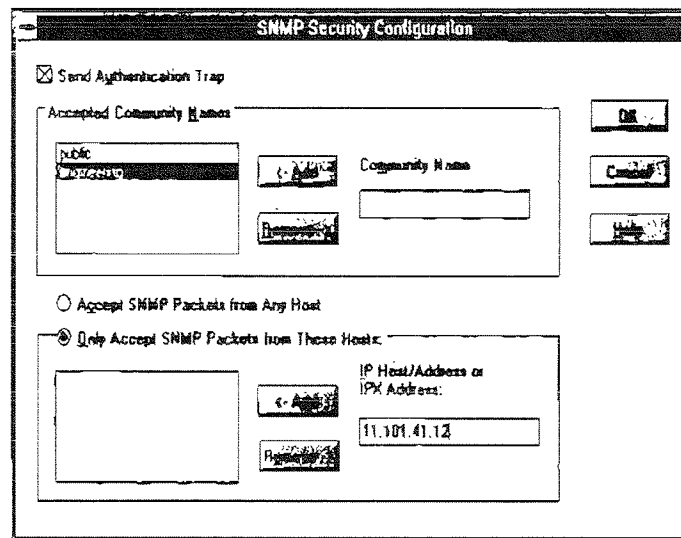 SNMP Security Configuration
Send Authentication Trap
Accepted Community Names
public
<- Add
Community Name
Remove
OK
Cancel
Help
Accept SNMP Packets from Any Host
Only Accept SNMP Packets from These Hosts:
<- Add
IP Host/Address or
IPX Address:
11.101.41.12
Remove